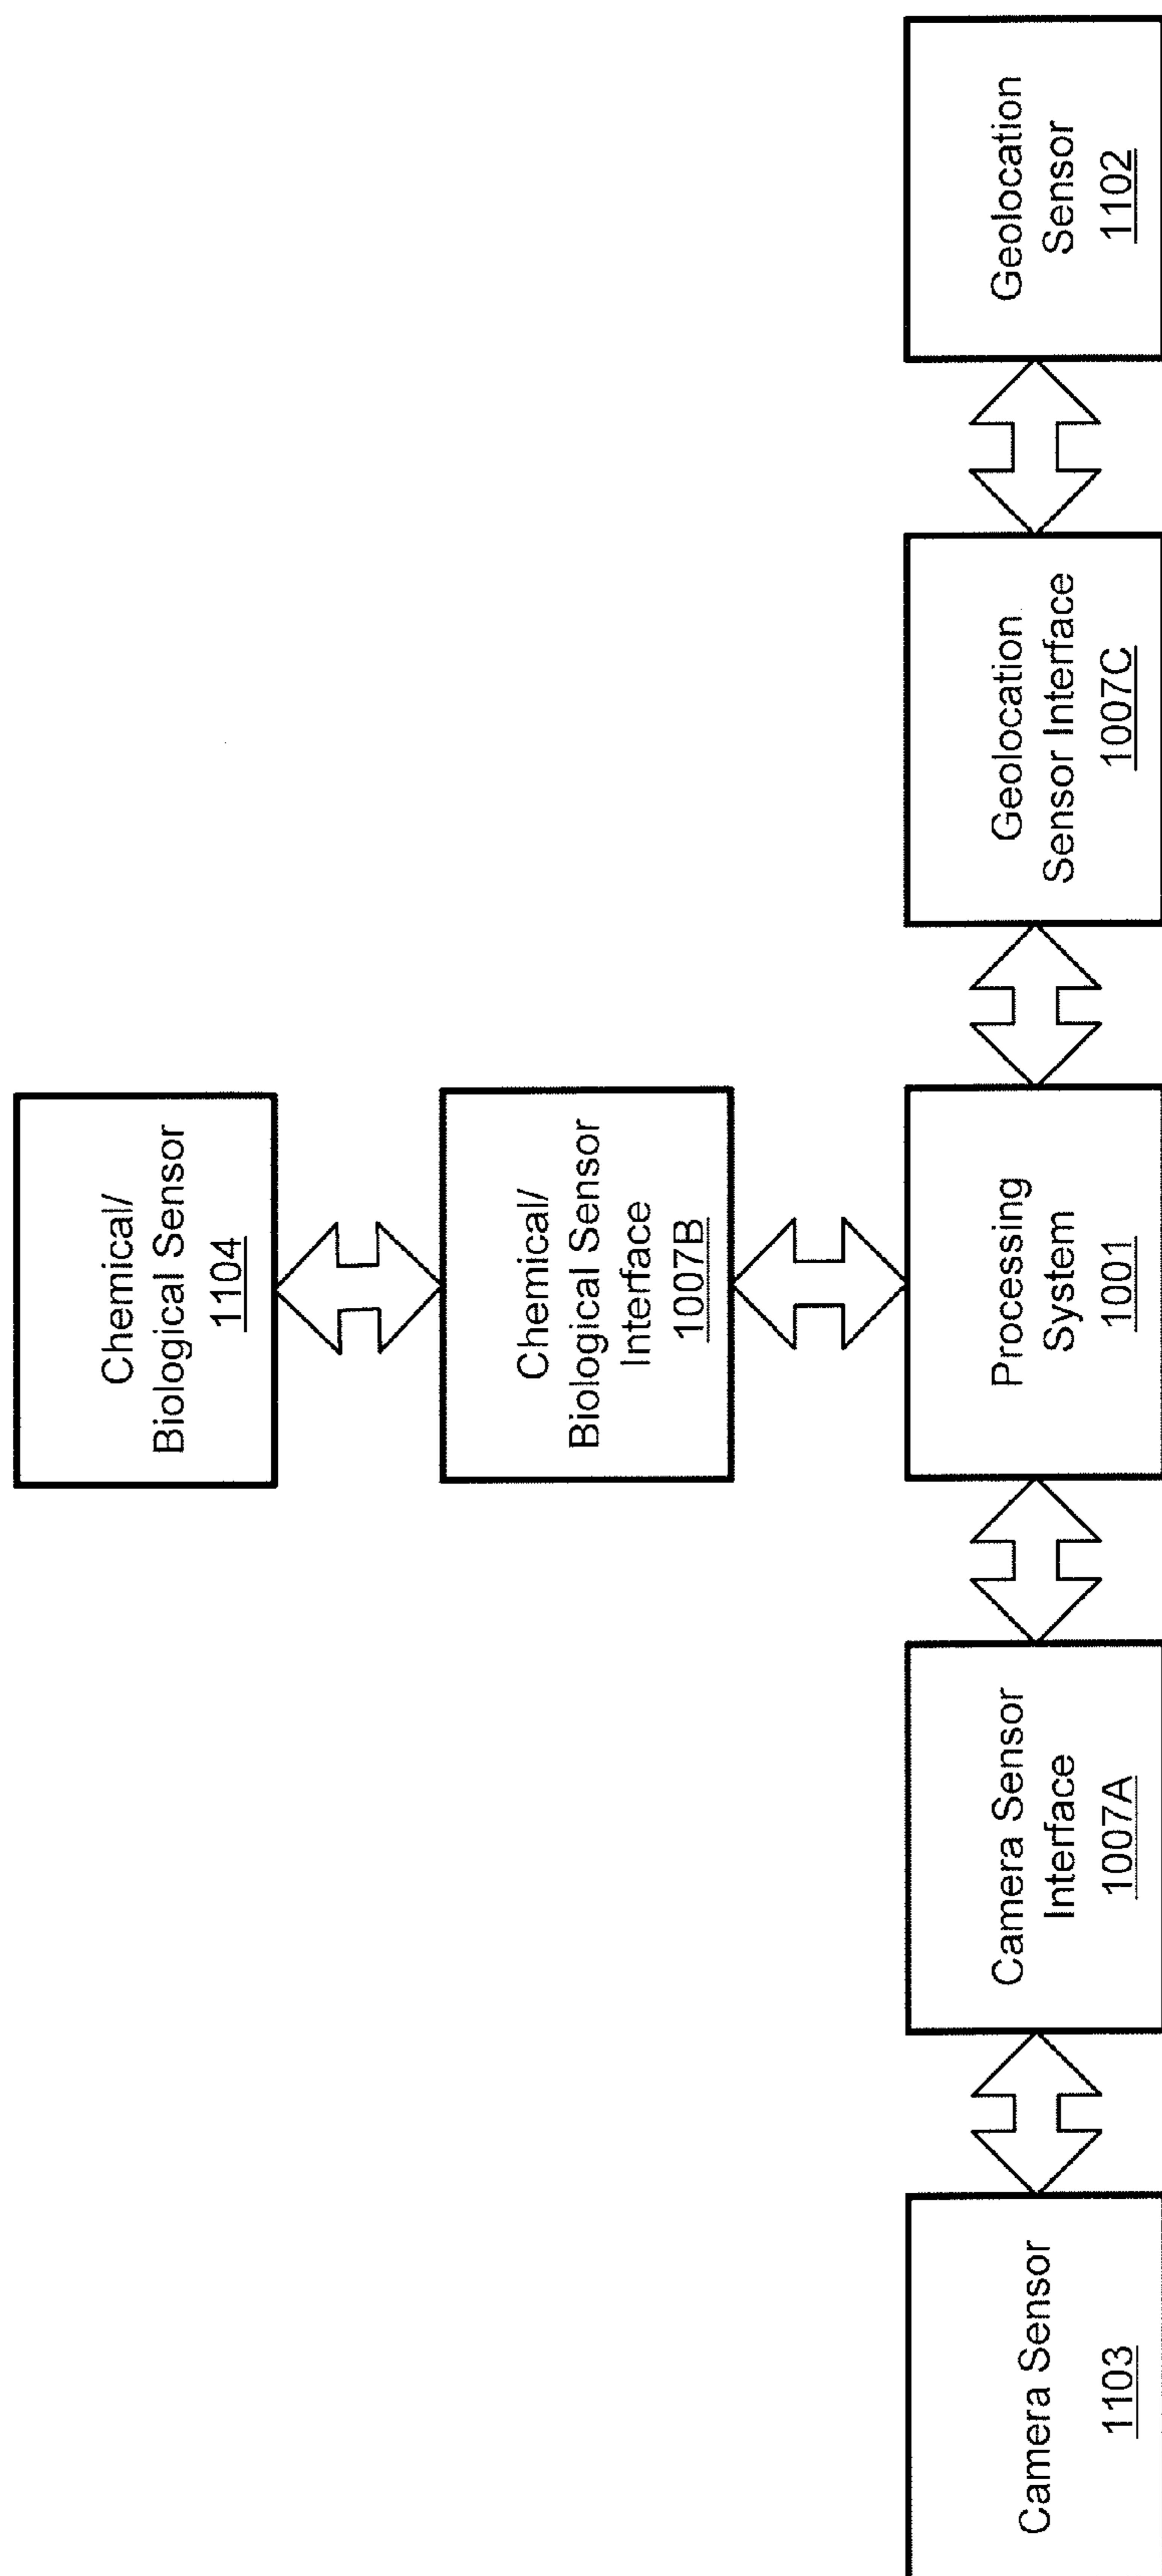 Chemical/
Biological Sensor
1104
Chemical/
Biological Sensor
Interface
1007B
Camera Sensor
1103
Camera Sensor
Interface
1007A
Processing
System
1001
Geolocation
Sensor Interface
1007C
Geolocation
Sensor
1102